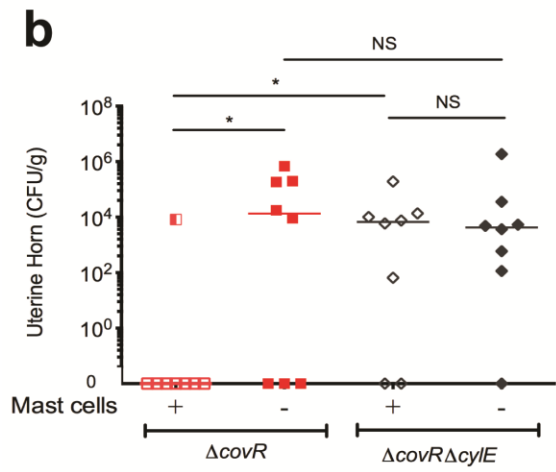 b
NS
*
NS
*
10^8
10^6
10^4
10^2
10^0
0
Uterine Horn (CFU/g)
Mast cells + - + -
ΔcovR ΔcovRΔcylE